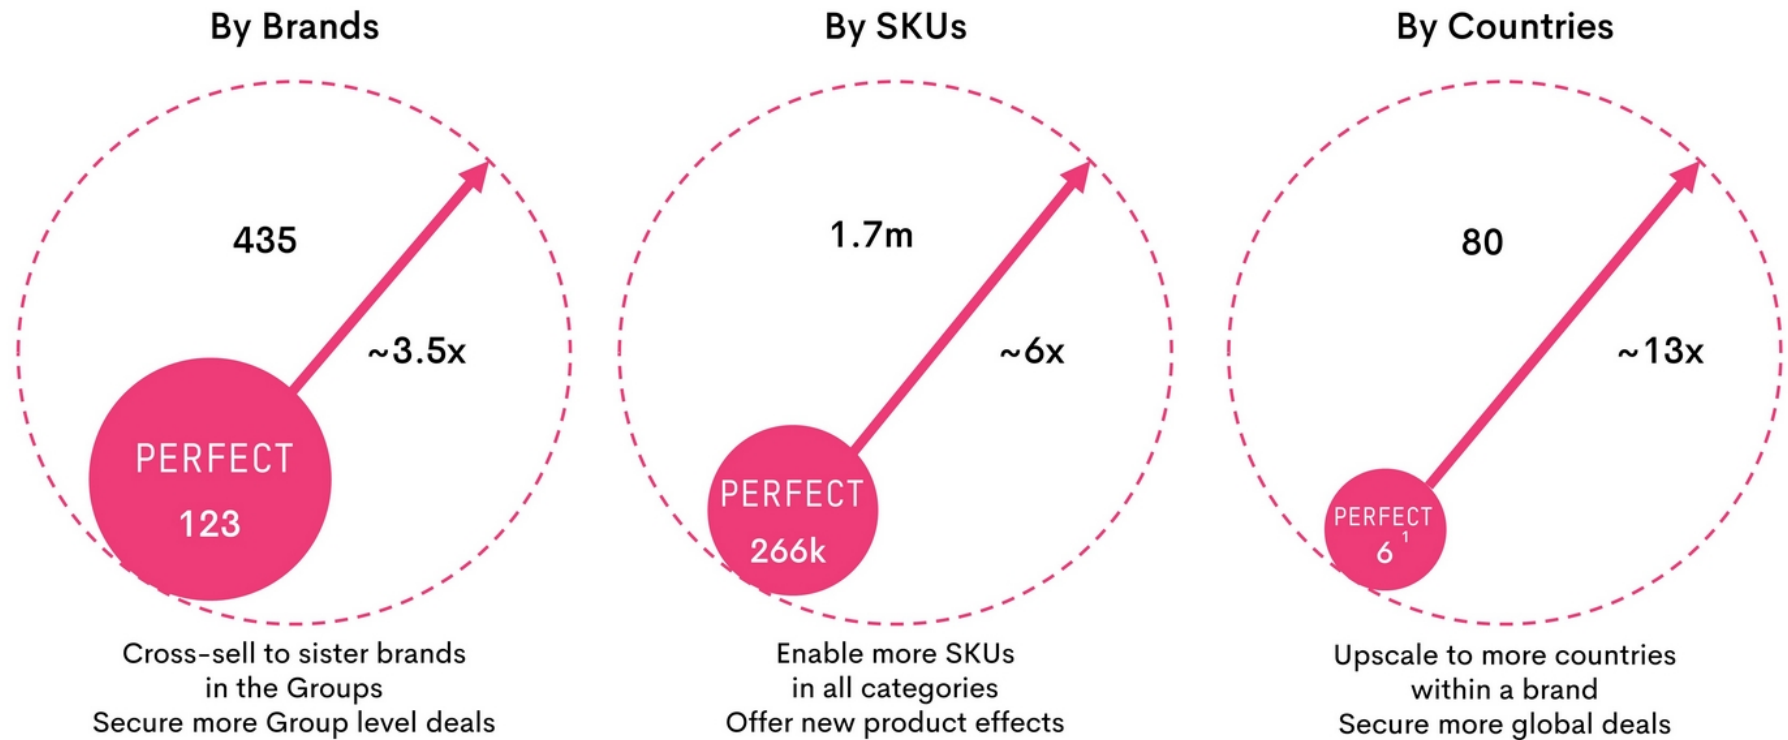 By Brands
435
~3.5x
PERFECT
123
Cross-sell to sister brands
in the Groups
Secure more Group level deals
By SKUs
1.7m
~6x
PERFECT
266k
Enable more SKUs
in all categories
Offer new product effects
By Countries
80
~13x
PERFECT
6 1
Upscale to more countries
within a brand
Secure more global deals